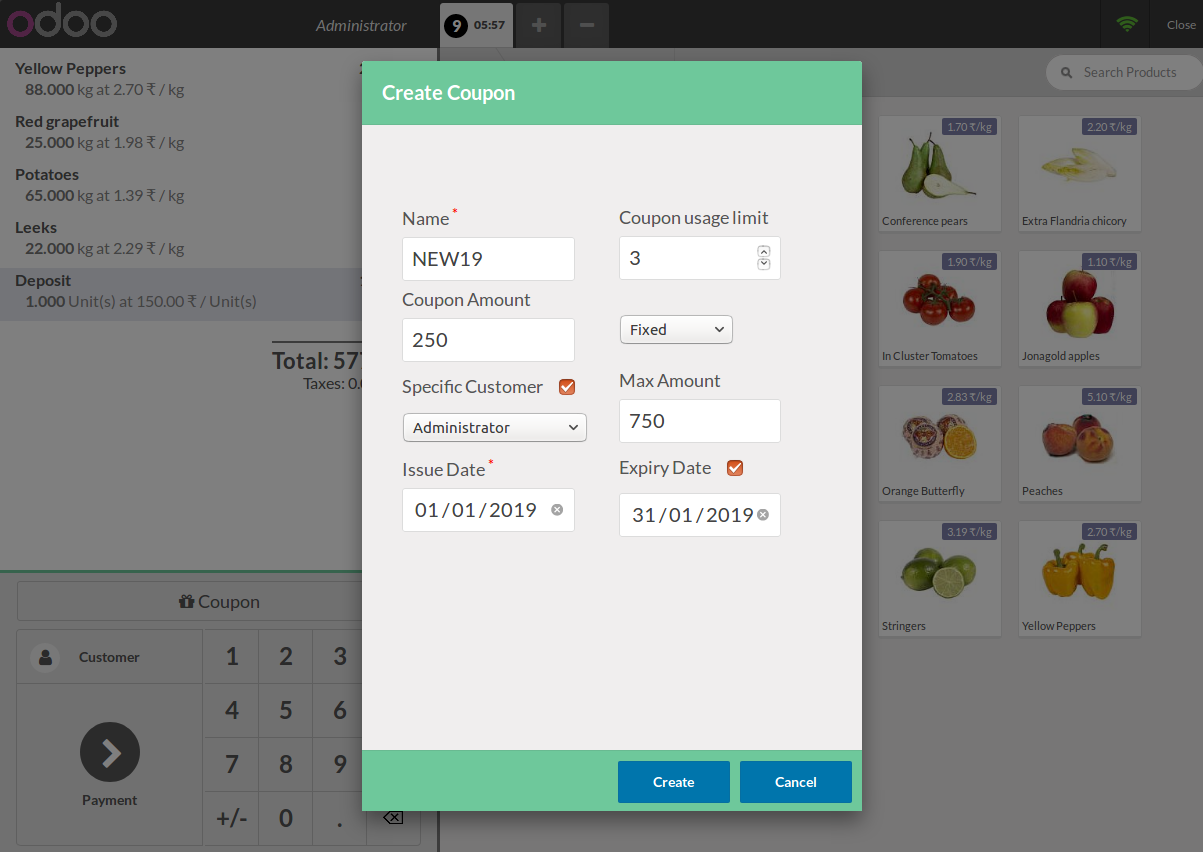 odoo
Administrator
9 05:57
+
−
Close
Yellow Peppers
88.000 kg at 2.70 ₹ / kg
Red grapefruit
25.000 kg at 1.98 ₹ / kg
Potatoes
65.000 kg at 1.39 ₹ / kg
Leeks
22.000 kg at 2.29 ₹ / kg
Deposit
1.000 Unit(s) at 150.00 ₹ / Unit(s)
Total: 57
Taxes: 0.
Coupon
Customer
1 2 3
4 5 6
7 8 9
+/- 0 .
Payment
Create Coupon
Name *
Coupon usage limit
NEW19
3
Coupon Amount
250
Fixed
Specific Customer
Max Amount
Administrator
750
Issue Date *
Expiry Date
01/01/2019
31/01/2019
Create
Cancel
Search Products
1.70 ₹/kg
Conference pears
2.20 ₹/kg
Extra Flandria chicory
1.90 ₹/kg
In Cluster Tomatoes
1.10 ₹/kg
Jonagold apples
2.83 ₹/kg
Orange Butterfly
5.10 ₹/kg
Peaches
3.19 ₹/kg
Stringers
2.70 ₹/kg
Yellow Peppers